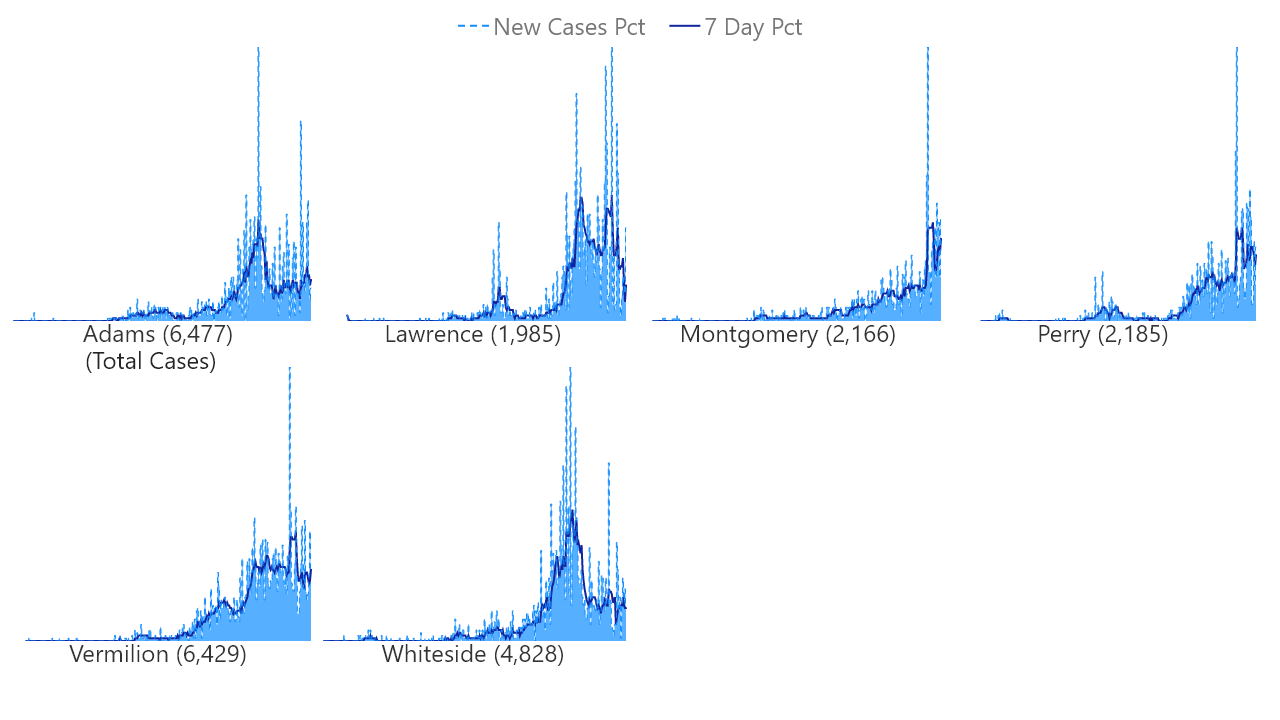 New Cases Pct 7 Day Pct
Adams (6,477)
(Total Cases)
Lawrence (1,985)
Montgomery (2,166)
Perry (2,185)
Vermilion (6,429)
Whiteside (4,828)